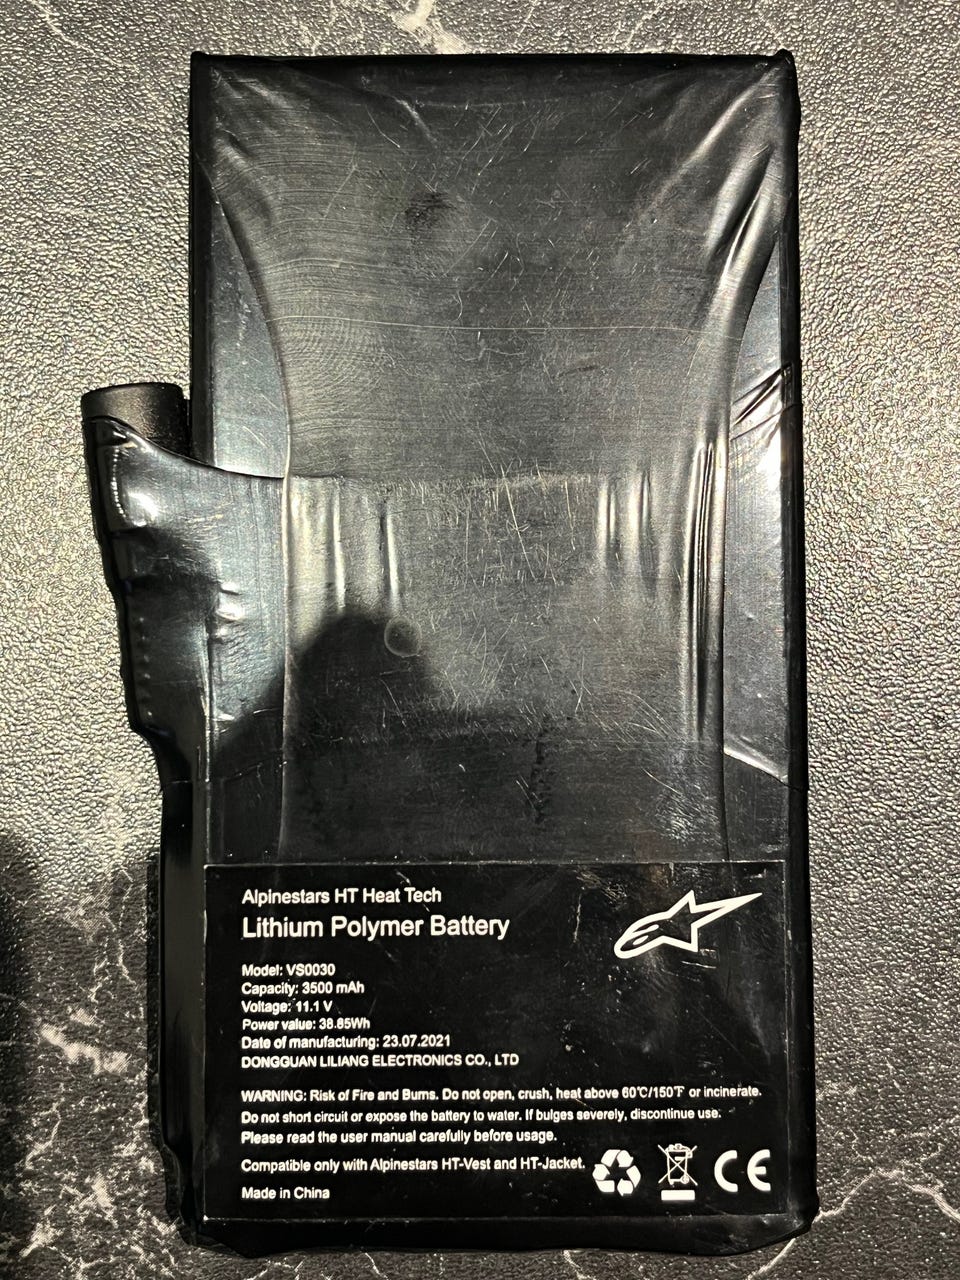 Alpinestars HT Heat Tech
Lithium Polymer Battery
Model: VS0030
Capacity: 3500 mAh
Voltage: 11.1 V
Power value: 38.85Wh
Date of manufacturing: 23.07.2021
DONGGUAN LILIANG ELECTRONICS CO., LTD
WARNING: Risk of Fire and Burns. Do not open, crush, heat above 60℃/150℉ or incinerate.
Do not short circuit or expose the battery to water. If bulges severely, discontinue use.
Please read the user manual carefully before usage.
Compatible only with Alpinestars HT-Vest and HT-Jacket.
CE
Made in China